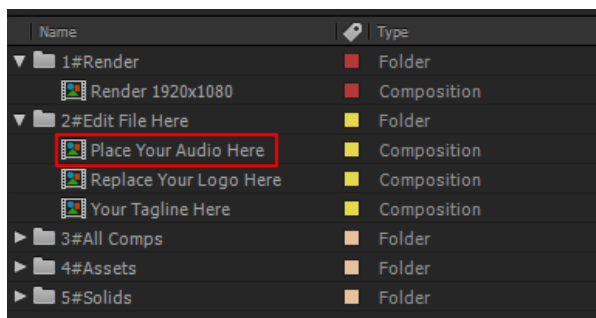 Name Type
1#Render Folder
Render 1920x1080 Composition
2#Edit File Here Folder
Place Your Audio Here Composition
Replace Your Logo Here Composition
Your Tagline Here Composition
3#All Comps Folder
4#Assets Folder
5#Solids Folder